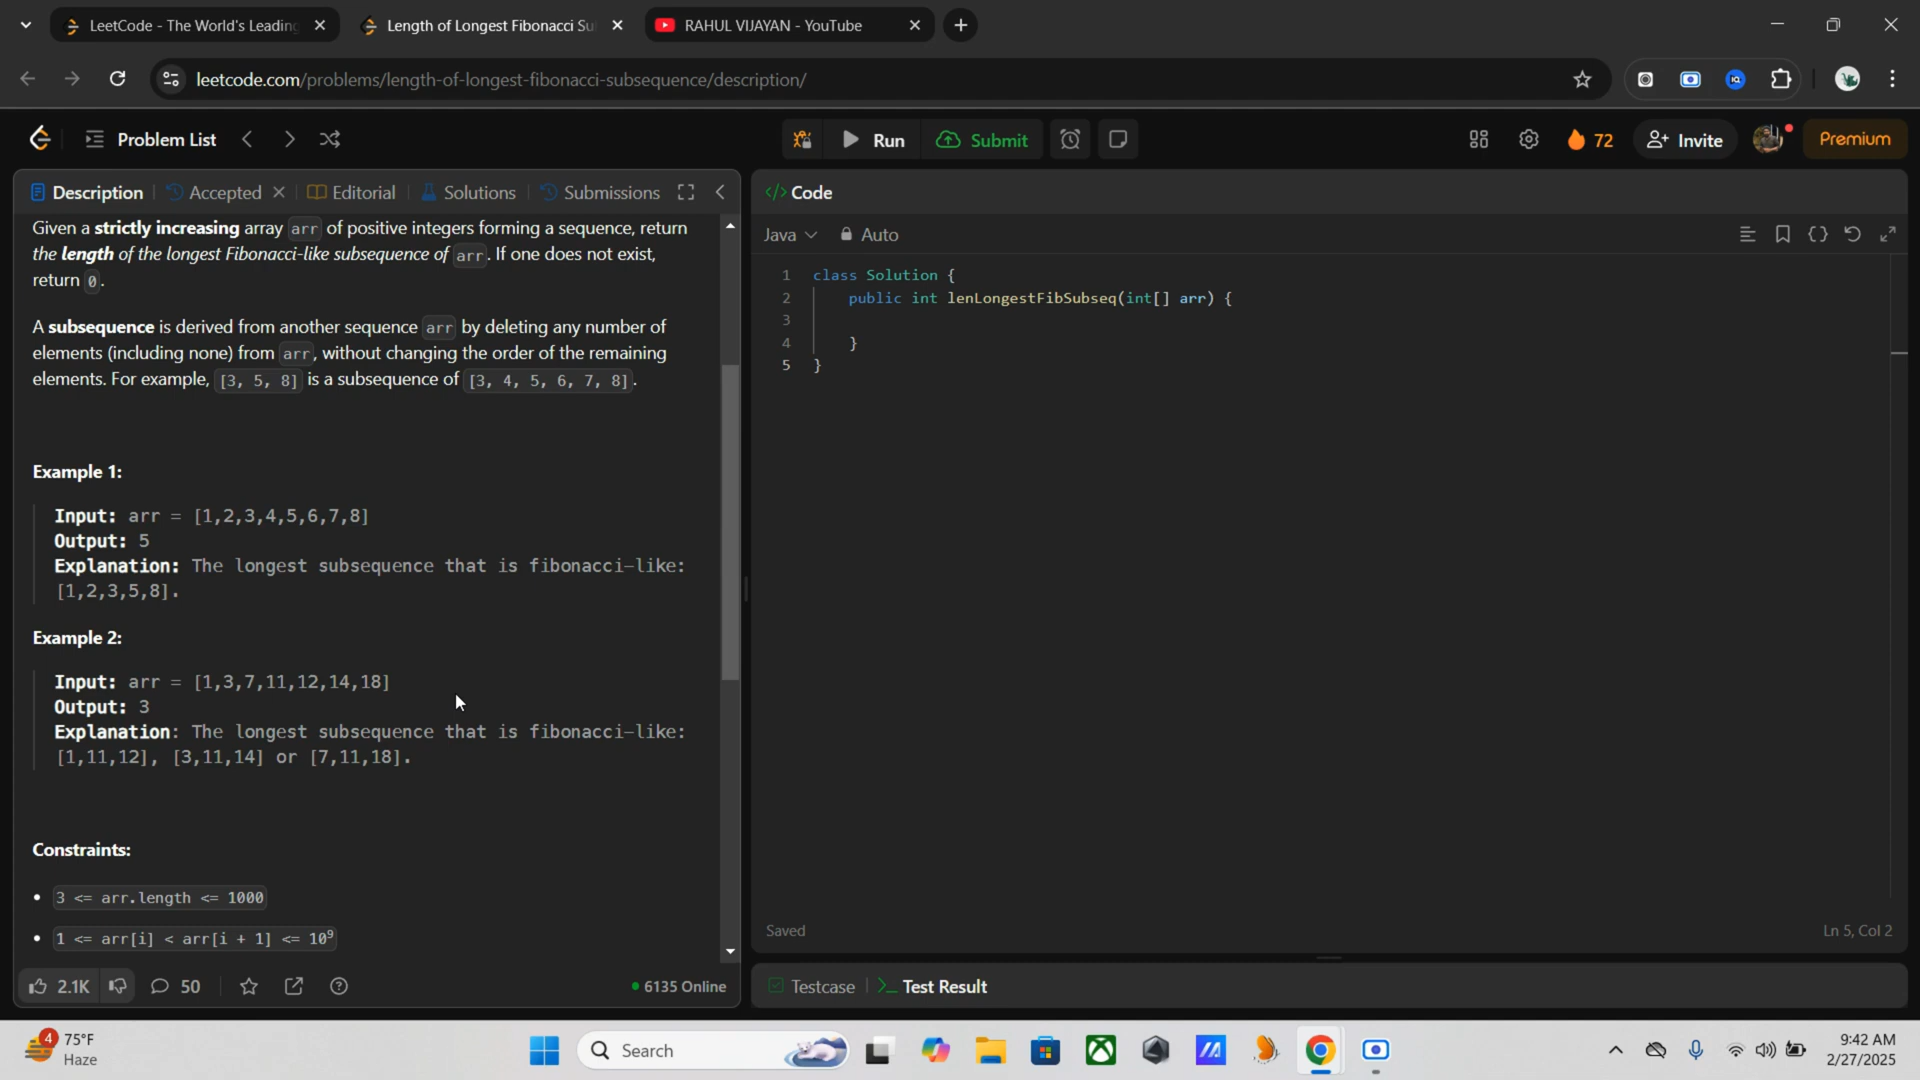 LeetCode - The World's Leading
Length of Longest Fibonacci Su
RAHUL VIJAYAN - YouTube
leetcode.com/problems/length-of-longest-fibonacci-subsequence/description/
Problem List
Run
Submit
72
Invite
Premium
Description
Accepted
Editorial
Solutions
Submissions
Given a strictly increasing array arr of positive integers forming a sequence, return
the length of the longest Fibonacci-like subsequence of arr. If one does not exist,
return 0.
A subsequence is derived from another sequence arr by deleting any number of
elements (including none) from arr, without changing the order of the remaining
elements. For example, [3, 5, 8] is a subsequence of [3, 4, 5, 6, 7, 8].
Example 1:
Input: arr = [1,2,3,4,5,6,7,8]
Output: 5
Explanation: The longest subsequence that is fibonacci-like:
[1,2,3,5,8].
Example 2:
Input: arr = [1,3,7,11,12,14,18]
Output: 3
Explanation: The longest subsequence that is fibonacci-like:
[1,11,12], [3,11,14] or [7,11,18].
Constraints:
• 3 <= arr.length <= 1000
• 1 <= arr[i] < arr[i + 1] <= 10⁹
2.1K
50
6135 Online
</> Code
Java
Auto
1 class Solution {
2 public int lenLongestFibSubseq(int[] arr) {
3
4 }
5 }
Saved
Ln 5, Col 2
Testcase
>_ Test Result
4
75°F
Haze
Search
9:42 AM
2/27/2025